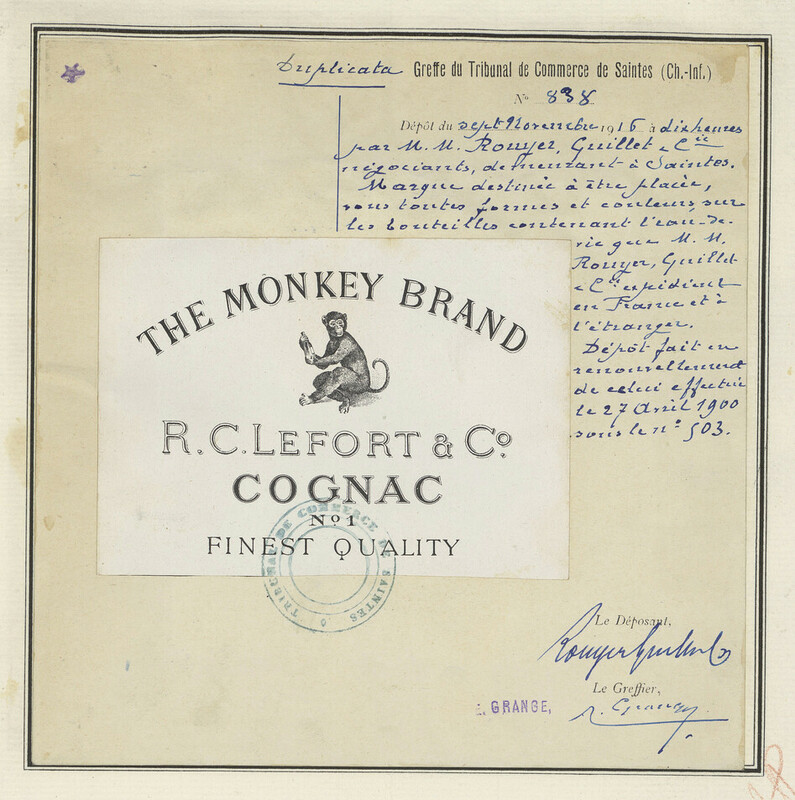 Duplicata Greffe du Tribunal de Commerce de Saintes (Ch.-Inf.)
N° 838
Dépôt du sept Novembre 1916 à dix heures
par M. M. Rouyer, Guillet & Cie
négociants, demeurant à Saintes.
Marque destinée à être placée,
sous toutes formes et couleurs, sur
les bouteilles contenant l'eau-de-
vie que M. M.
Rouyer, Guillet
& Cie expédient
en France et à
l'étranger.
Dépôt fait en
renouvellement
de celui effectué
le 27 Avril 1900
sous le n° 503.
THE MONKEY BRAND
R. C. LEFORT & Co
COGNAC
No 1
FINEST QUALITY
TRIBUNAL DE COMMERCE DE SAINTES
Le Déposant,
Rouyer Guillet & Co
Le Greffier,
GRANGE,
Grange